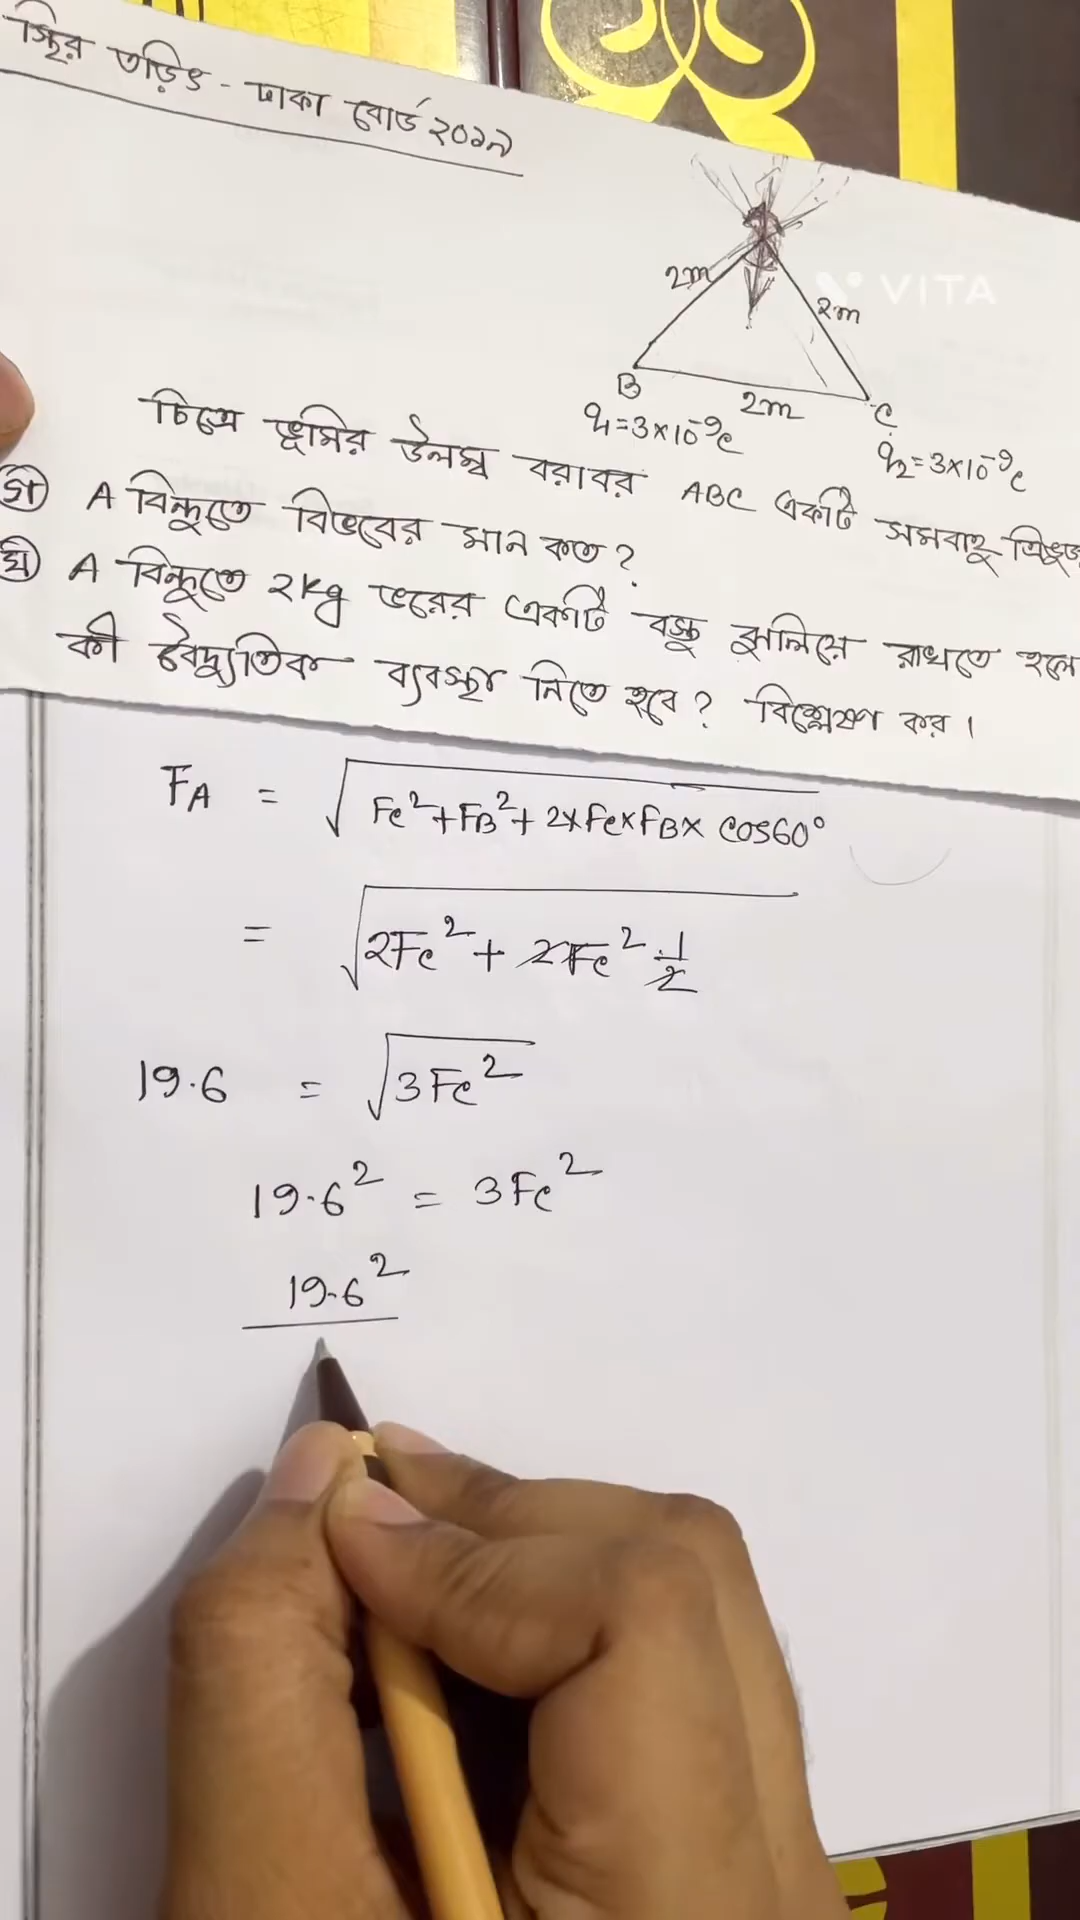 স্থির তড়িৎ - ঢাকা বোর্ড ২০১৯
2m
2m
VITA
B
2m
C
q₁=3×10⁻⁹c
q₂=3×10⁻⁹c
চিত্রে ভূমির উলম্ব বরাবর ABC একটি সমবাহু ত্রিভুজ
গ) A বিন্দুতে বিভবের মান কত?
ঘ) A বিন্দুতে 2kg ভরের একটি বস্তু ঝুলিয়ে রাখতে হলে
কী বৈদ্যুতিক ব্যবস্থা নিতে হবে? বিশ্লেষণ কর।
FA = √Fc²+FB²+2×Fc×FB×cos60°
= √2Fc²+2Fc²·1/2
19.6 = √3Fc²
19.6² = 3Fc²
19.6²